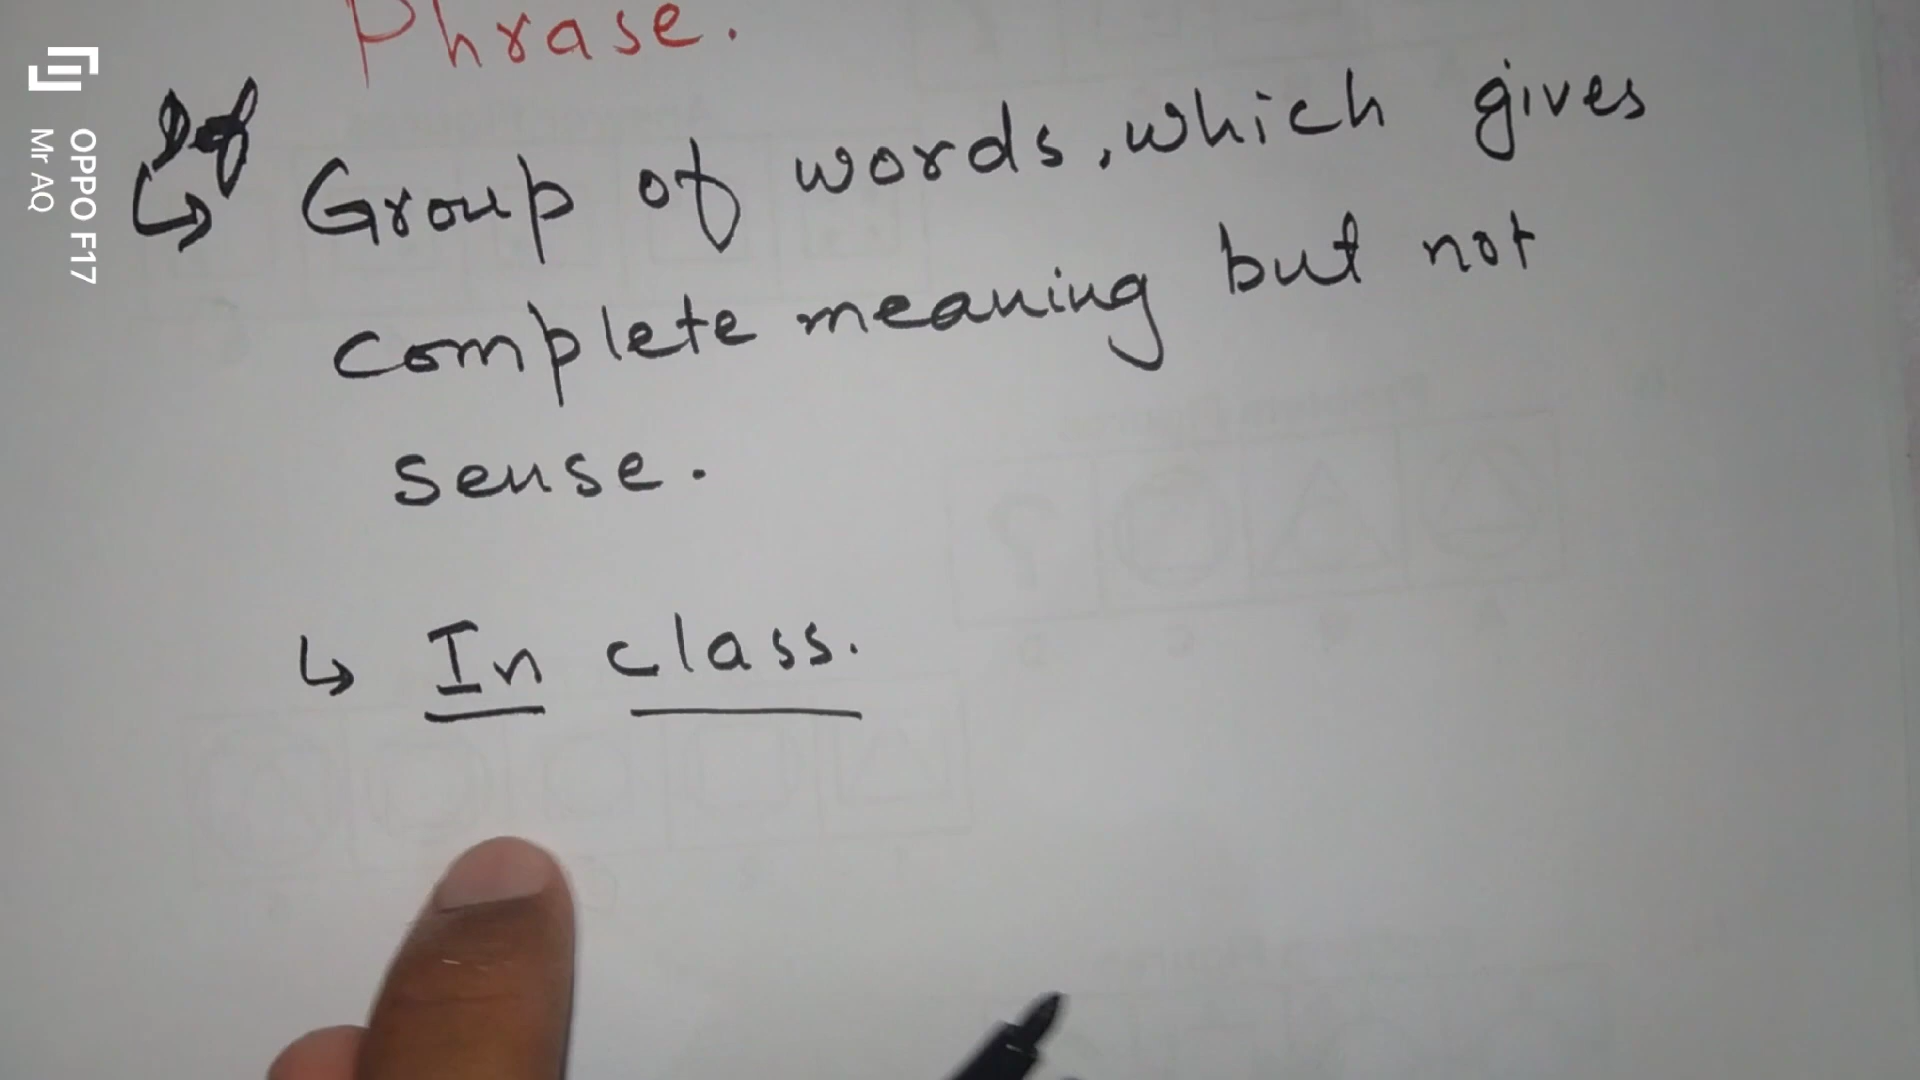 Phrase.
Def
Group of words, which gives
complete meaning but not
sense.
In class.
OPPO F17
Mr AQ